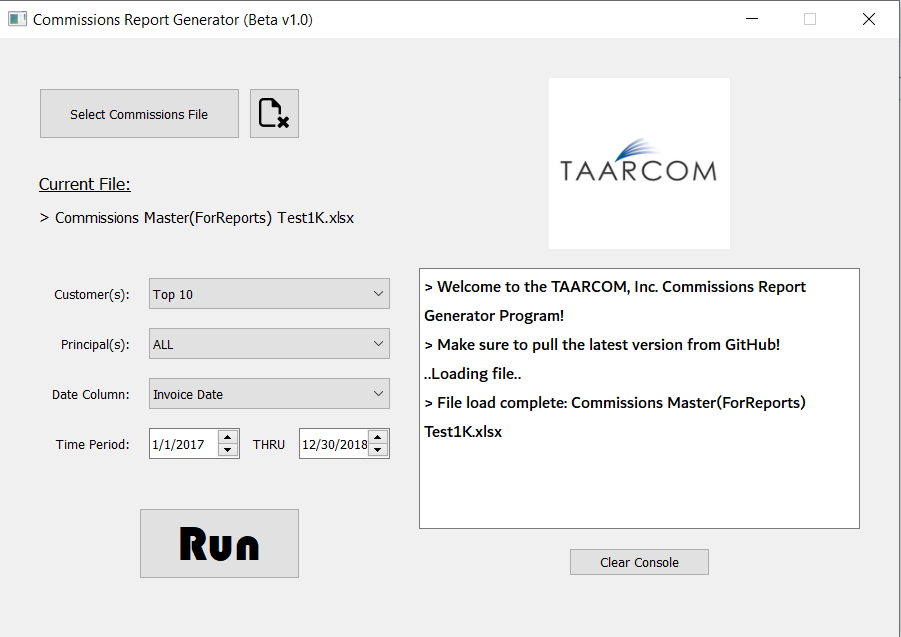 Commissions Report Generator (Beta v1.0)
Select Commissions File
TAARCOM
Current File:
> Commissions Master(ForReports) Test1K.xlsx
Customer(s): Top 10
Principal(s): ALL
Date Column: Invoice Date
Time Period: 1/1/2017 THRU 12/30/2018
> Welcome to the TAARCOM, Inc. Commissions Report
Generator Program!
> Make sure to pull the latest version from GitHub!
..Loading file..
> File load complete: Commissions Master(ForReports)
Test1K.xlsx
Run
Clear Console